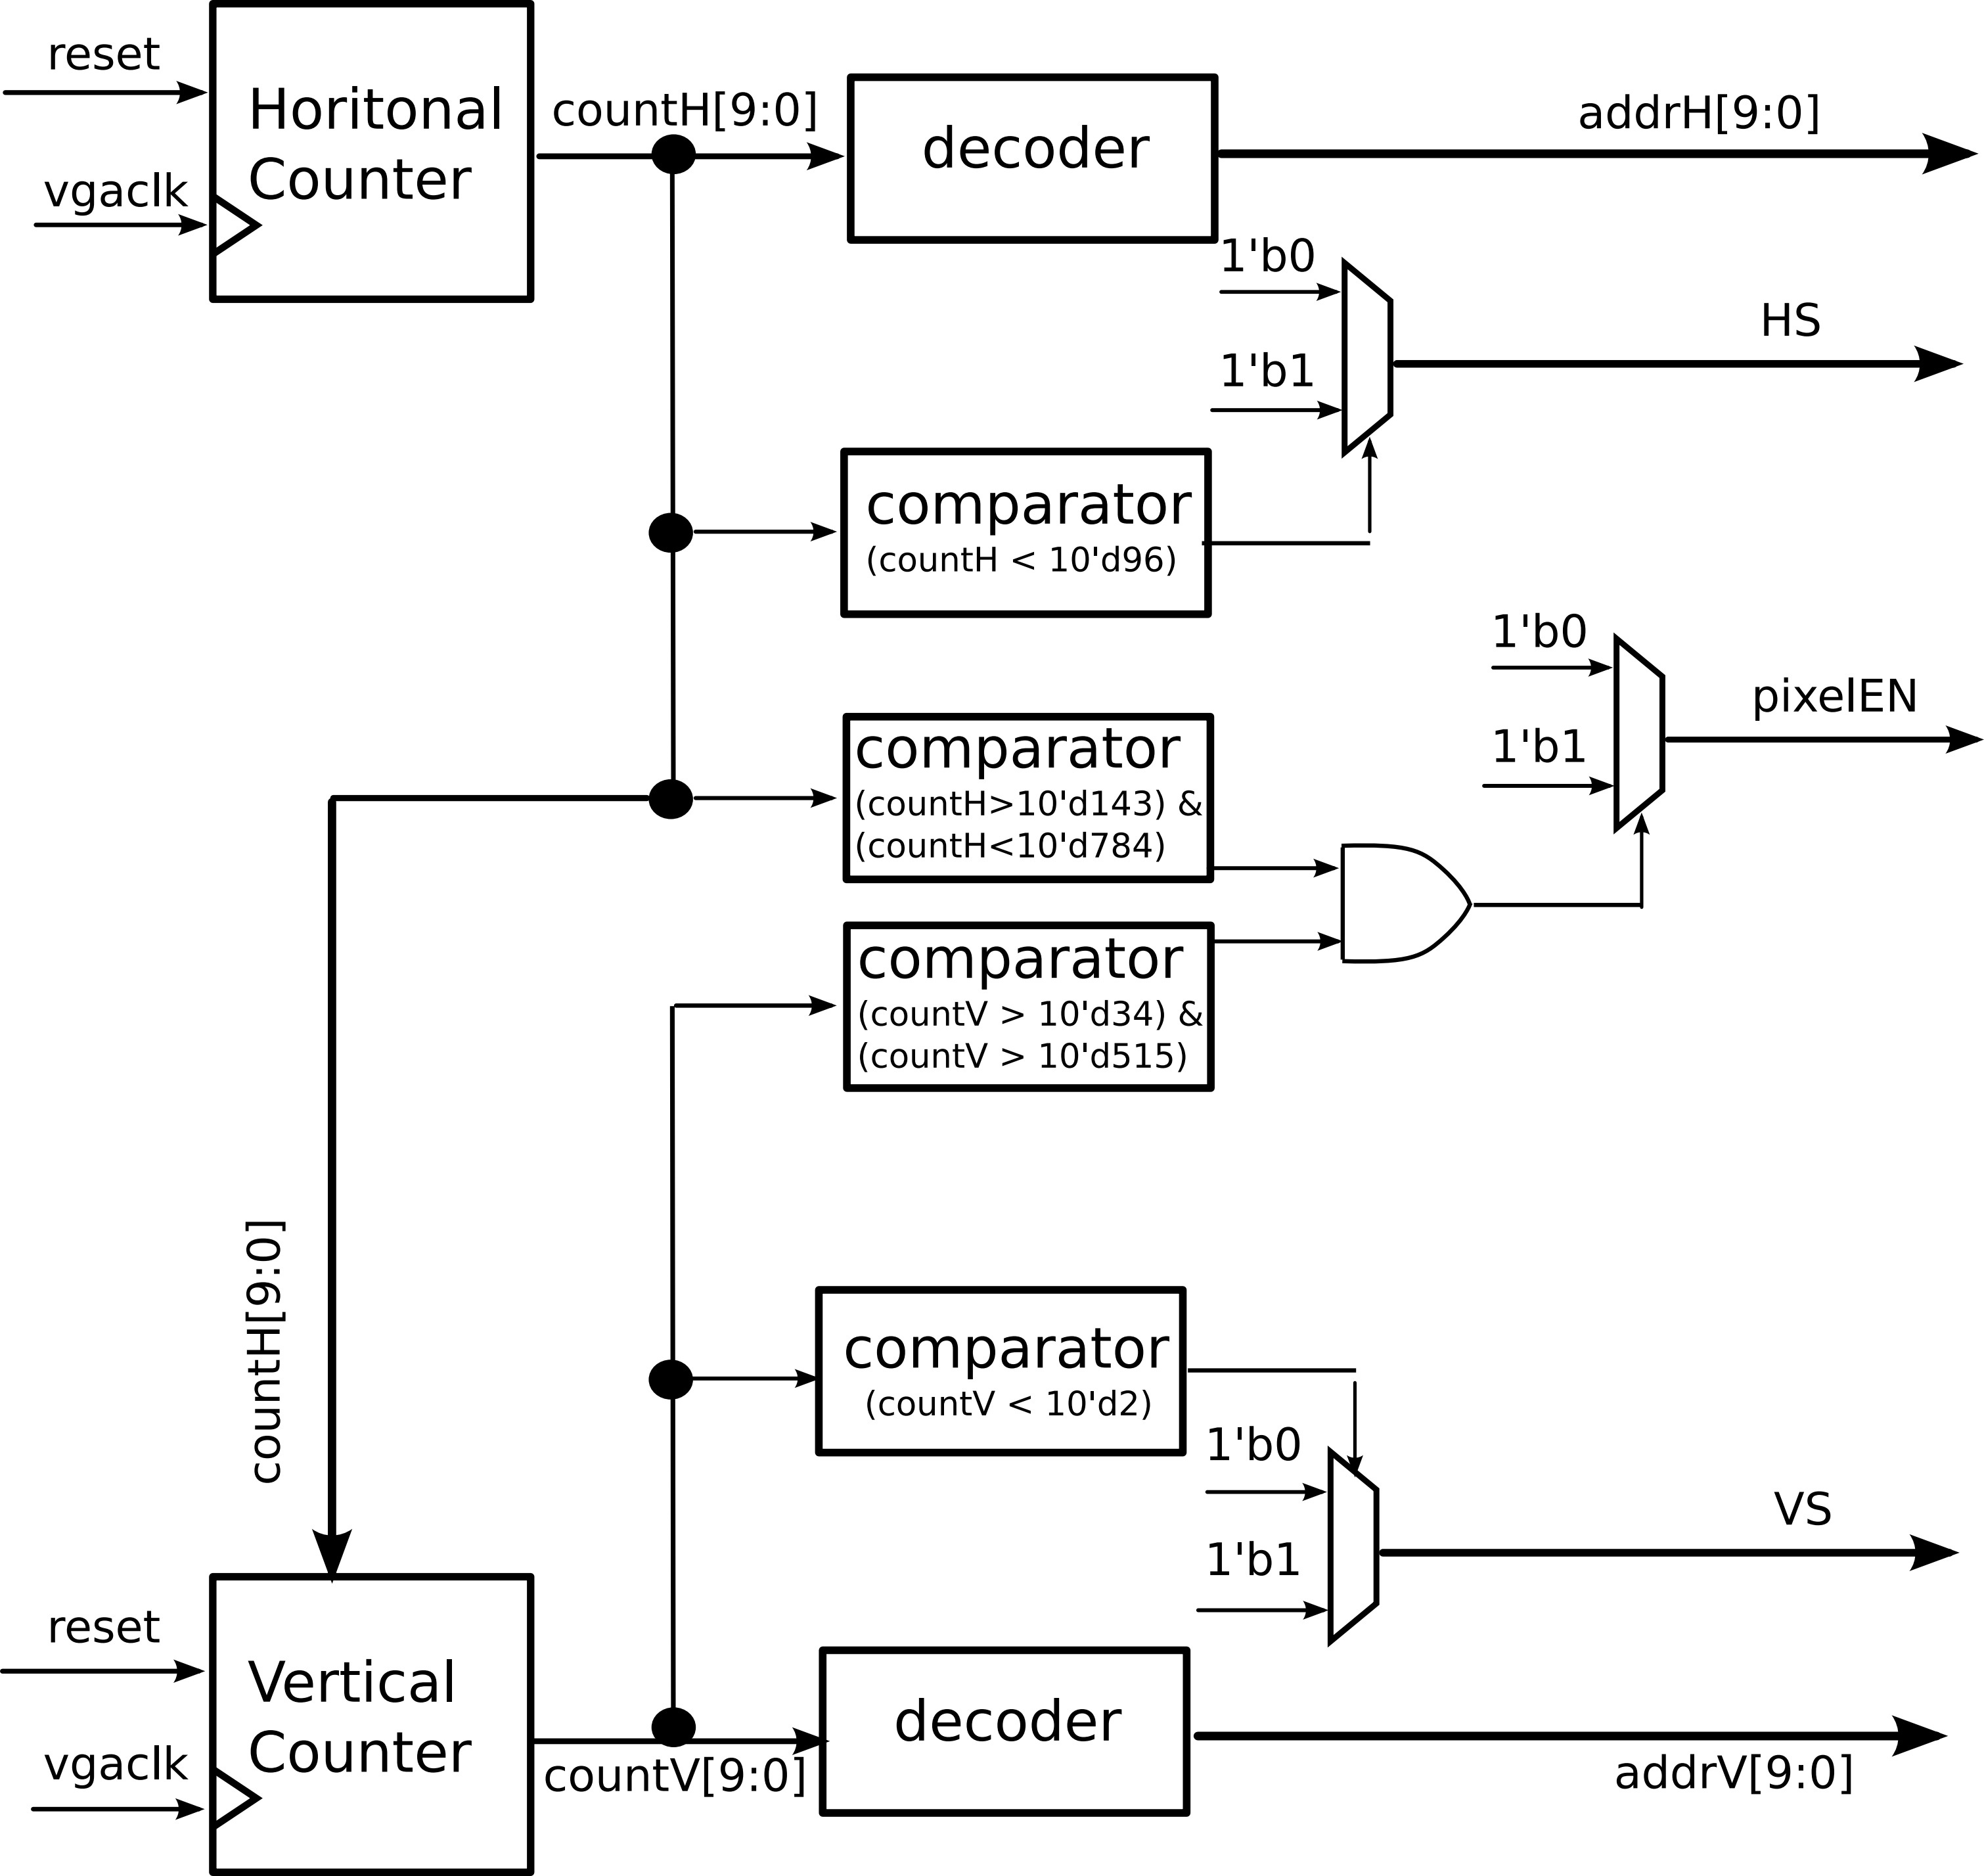 reset
vgaclk
Horitonal
Counter
countH[9:0]
decoder
addrH[9:0]
1'b0
1'b1
HS
comparator
(countH < 10'd96)
1'b0
1'b1
pixelEN
comparator
(countH>10'd143) &
(countH<10'd784)
comparator
(countV > 10'd34) &
(countV > 10'd515)
countH[9:0]
comparator
(countV < 10'd2)
1'b0
1'b1
VS
reset
vgaclk
Vertical
Counter
countV[9:0]
decoder
addrV[9:0]